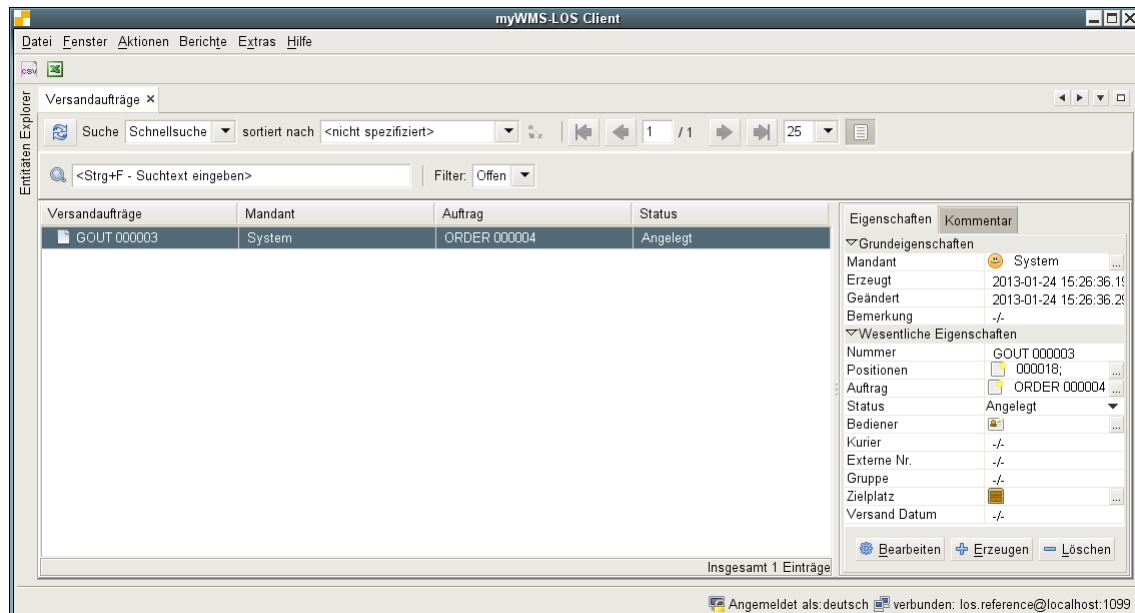 myWMS-LOS Client
Datei Fenster Aktionen Berichte Extras Hilfe
csv
Entitäten Explorer
Versandaufträge
Suche Schnellsuche sortiert nach <nicht spezifiziert> 1 / 1 25
<Strg+F - Suchtext eingeben> Filter: Offen
Versandaufträge Mandant Auftrag Status
GOUT 000003 System ORDER 000004 Angelegt
Insgesamt 1 Einträge
Eigenschaften Kommentar
Grundeigenschaften
Mandant System ...
Erzeugt 2013-01-24 15:26:36.19
Geändert 2013-01-24 15:26:36.29
Bemerkung -/-
Wesentliche Eigenschaften
Nummer GOUT 000003
Positionen 000018; ...
Auftrag ORDER 000004 ...
Status Angelegt
Bediener ...
Kurier -/-
Externe Nr. -/-
Gruppe -/-
Zielplatz ...
Versand Datum -/-
Bearbeiten Erzeugen Löschen
Angemeldet als:deutsch verbunden: los.reference@localhost:1099